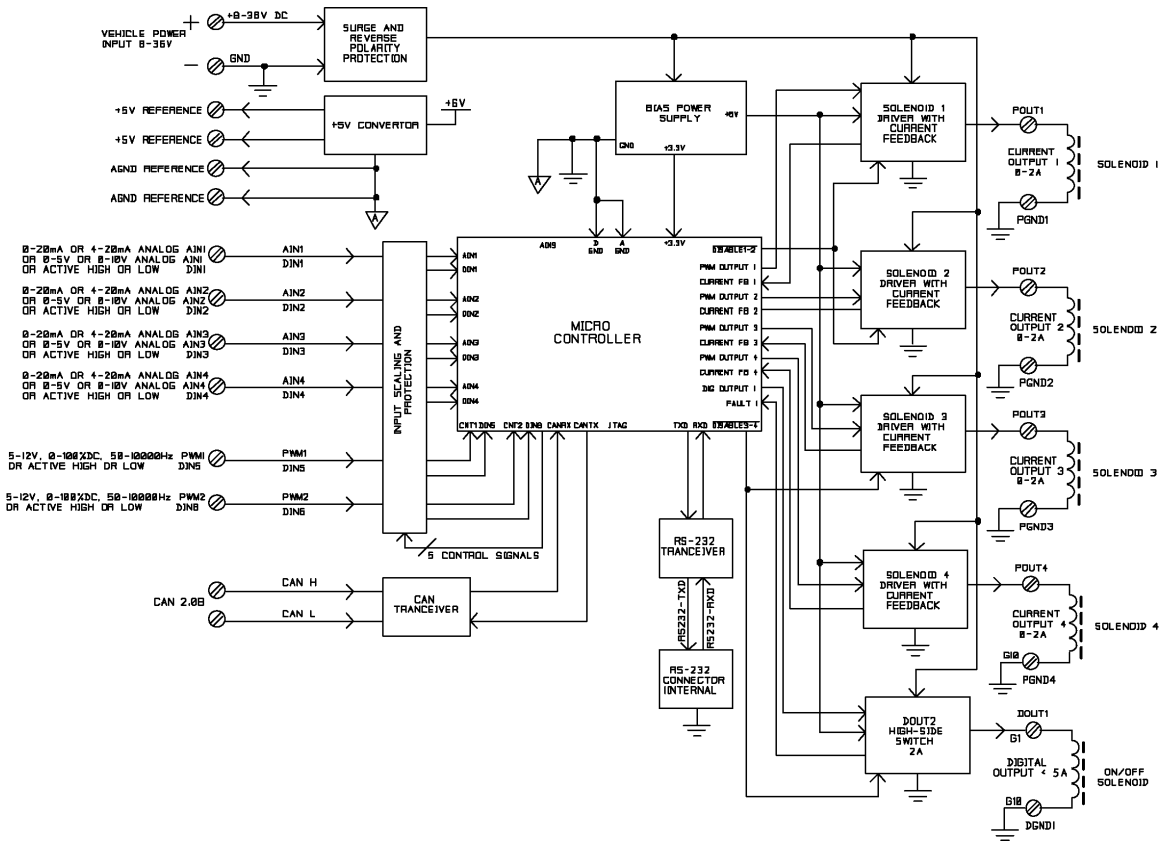 +8-36V DC
VEHICLE POWER
INPUT 8-36V
+
-
GND
SURGE AND
REVERSE
POLARITY
PROTECTION
+5V REFERENCE
+5V REFERENCE
AGND REFERENCE
AGND REFERENCE
+5V CONVERTOR
+6V
A
BIAS POWER
SUPPLY
+5V
GND
+3.3V
A
SOLENOID 1
DRIVER WITH
CURRENT
FEEDBACK
POUT1
CURRENT
OUTPUT 1
0-2A
PGND1
SOLENOID 1
0-20mA OR 4-20mA ANALOG AIN1
OR 0-5V OR 0-10V ANALOG AIN1
OR ACTIVE HIGH OR LOW DIN1
AIN1
DIN1
0-20mA OR 4-20mA ANALOG AIN2
OR 0-5V OR 0-10V ANALOG AIN2
OR ACTIVE HIGH OR LOW DIN2
AIN2
DIN2
0-20mA OR 4-20mA ANALOG AIN3
OR 0-5V OR 0-10V ANALOG AIN3
OR ACTIVE HIGH OR LOW DIN3
AIN3
DIN3
0-20mA OR 4-20mA ANALOG AIN4
OR 0-5V OR 0-10V ANALOG AIN4
OR ACTIVE HIGH OR LOW DIN4
AIN4
DIN4
5-12V, 0-100%DC, 50-10000Hz PWM1
OR ACTIVE HIGH OR LOW DIN5
PWM1
DIN5
5-12V, 0-100%DC, 50-10000Hz PWM2
OR ACTIVE HIGH OR LOW DIN6
PWM2
DIN6
INPUT SCALING AND
PROTECTION
5 CONTROL SIGNALS
D
GND
A
GND
+3.3V
AIN1
DIN1
AIN2
DIN2
AIN3
DIN3
AIN4
DIN4
MICRO
CONTROLLER
DISABLE1-2
PWM OUTPUT 1
CURRENT FB 1
PWM OUTPUT 2
CURRENT FB 2
PWM OUTPUT 3
CURRENT FB 3
PWM OUTPUT 4
CURRENT FB 4
DIG OUTPUT 1
FAULT 1
CNT1 DIN5 CNT2 DIN6 CANRX CANTX JTAG TXD RXD DISABLE3-4
SOLENOID 2
DRIVER WITH
CURRENT
FEEDBACK
POUT2
CURRENT
OUTPUT 2
0-2A
PGND2
SOLENOID 2
SOLENOID 3
DRIVER WITH
CURRENT
FEEDBACK
POUT3
CURRENT
OUTPUT 3
0-2A
PGND3
SOLENOID 3
CAN 2.0B
CAN H
CAN L
CAN
TRANCEIVER
RS-232
TRANCEIVER
RS232-TXD
RS232-RXD
RS-232
CONNECTOR
INTERNAL
SOLENOID 4
DRIVER WITH
CURRENT
FEEDBACK
POUT4
CURRENT
OUTPUT 4
0-2A
G10
PGND4
SOLENOID 4
DOUT2
HIGH-SIDE
SWITCH
2A
DOUT1
G1
DIGITAL
OUTPUT < 5A
G10
DGND1
ON/OFF
SOLENOID